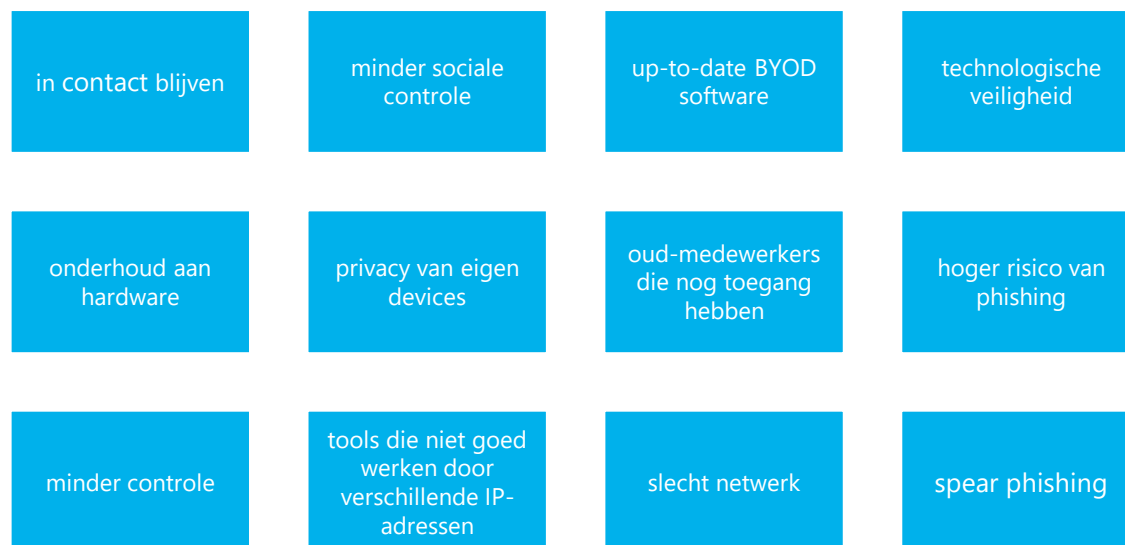 in contact blijven
minder sociale
controle
up-to-date BYOD
software
technologische
veiligheid
onderhoud aan
hardware
privacy van eigen
devices
oud-medewerkers
die nog toegang
hebben
hoger risico van
phishing
minder controle
tools die niet goed
werken door
verschillende IP-
adressen
slecht netwerk
spear phishing